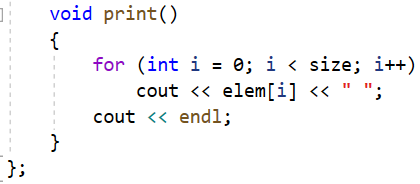 void print()
{
for (int i = 0; i < size; i++)
cout << elem[i] << " ";
cout << endl;
}
};